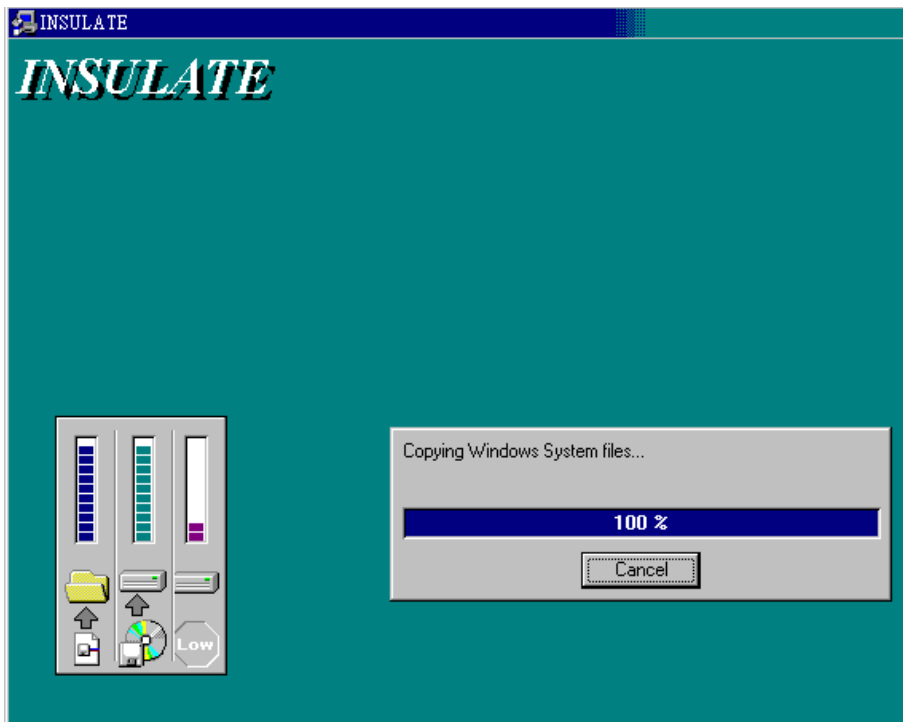 INSULATE
INSULATE
Copying Windows System files...
100 %
Cancel
Low